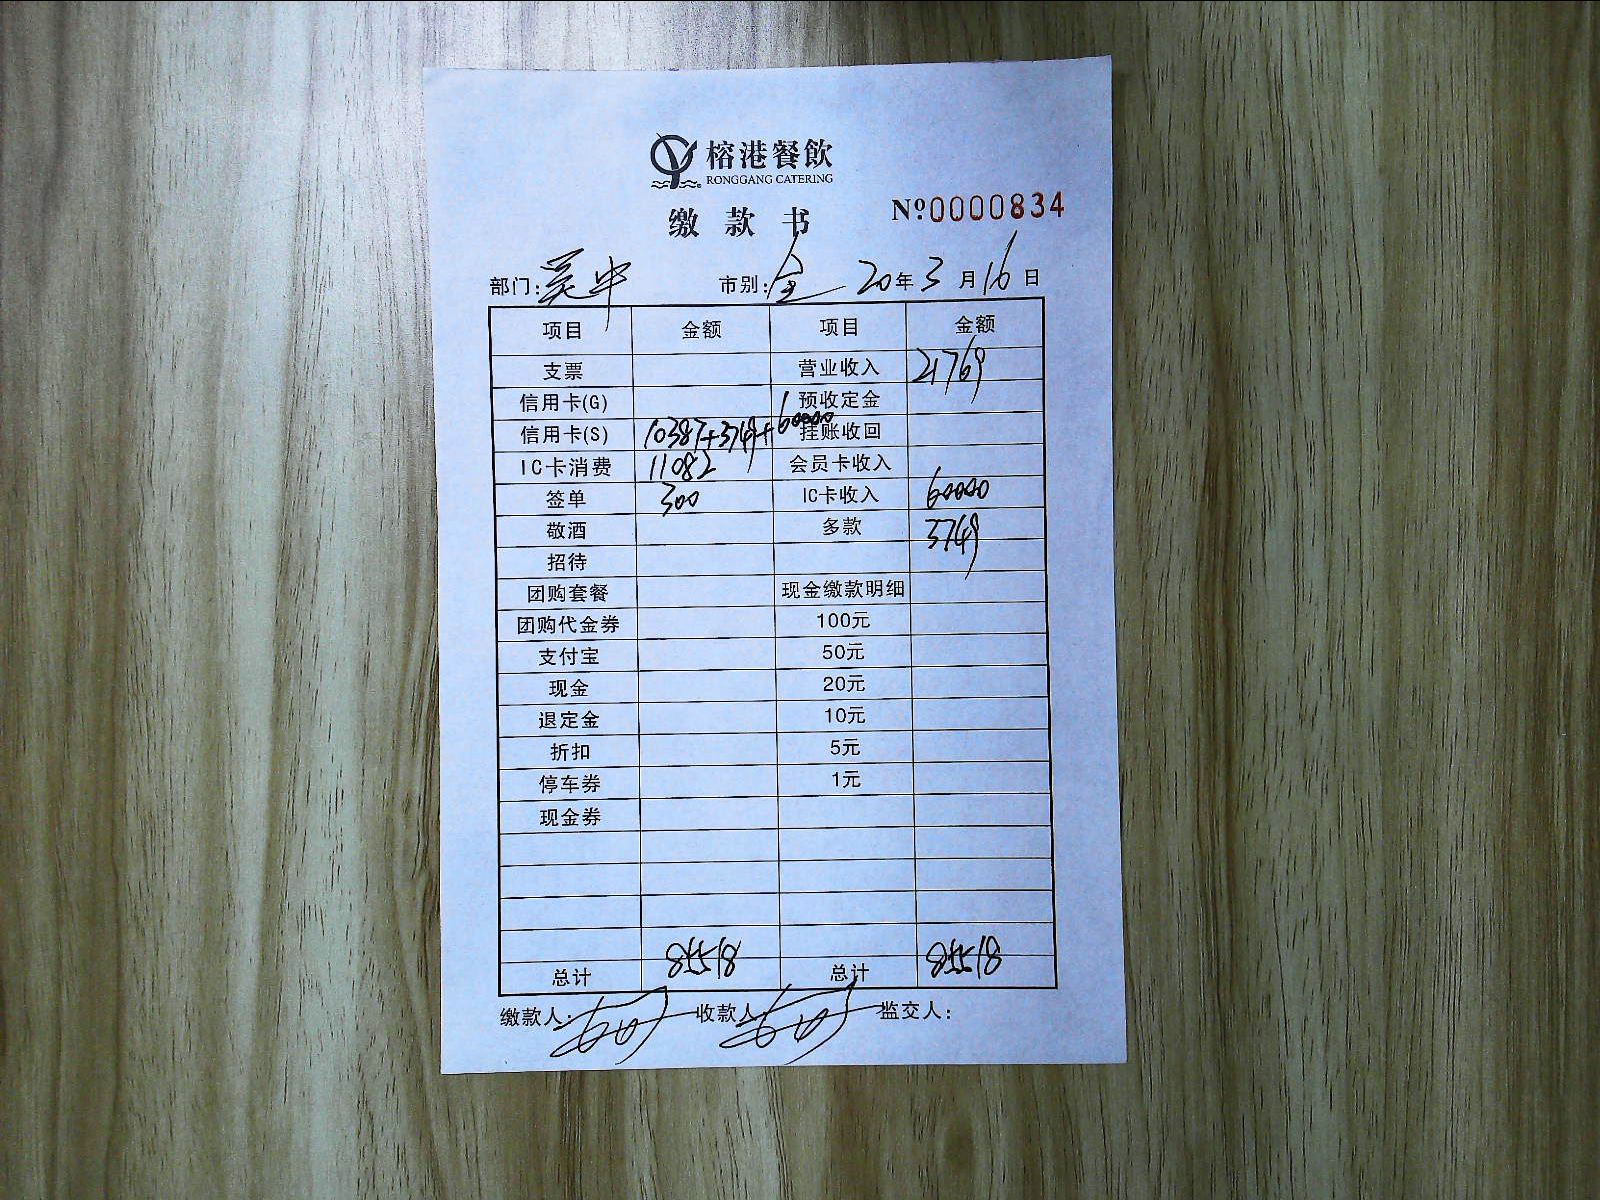 榕港餐飲
RONGGANG CATERING
缴款书 Nº0000834
部门：吴中 市别：全 20年3月16日
项目 金额 项目 金额
支票 营业收入 21769
信用卡(G) 预收定金
信用卡(S) 10387+3749+60000 挂账收回
IC卡消费 11082 会员卡收入
签单 300 IC卡收入 60000
敬酒 多款 3749
招待
团购套餐 现金缴款明细
团购代金券 100元
支付宝 50元
现金 20元
退定金 10元
折扣 5元
停车券 1元
现金券
总计 85518 总计 85518
缴款人： 收款人 监交人：